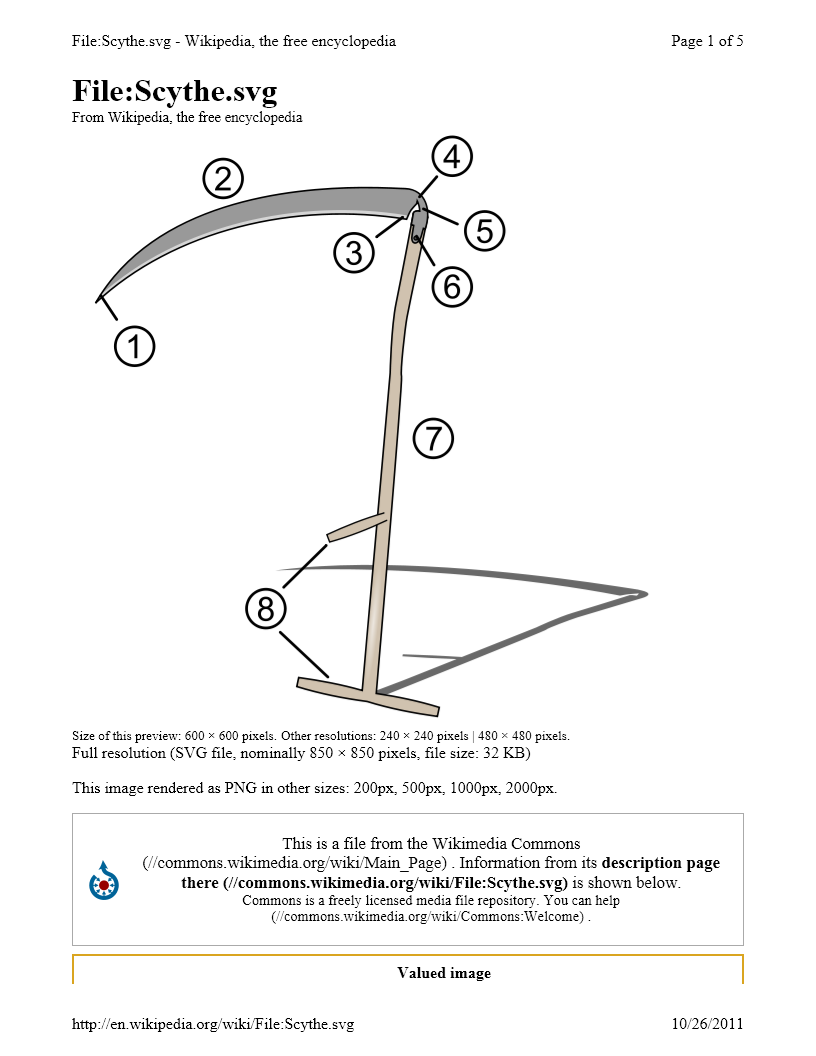 File:Scythe.svg - Wikipedia, the free encyclopedia Page 1 of 5
File:Scythe.svg
From Wikipedia, the free encyclopedia
4
2
5
3
6
1
7
8
Size of this preview: 600 × 600 pixels. Other resolutions: 240 × 240 pixels | 480 × 480 pixels.
Full resolution (SVG file, nominally 850 × 850 pixels, file size: 32 KB)
This image rendered as PNG in other sizes: 200px, 500px, 1000px, 2000px.
This is a file from the Wikimedia Commons
(//commons.wikimedia.org/wiki/Main_Page) . Information from its description page
there (//commons.wikimedia.org/wiki/File:Scythe.svg) is shown below.
Commons is a freely licensed media file repository. You can help
(//commons.wikimedia.org/wiki/Commons:Welcome) .
Valued image
http://en.wikipedia.org/wiki/File:Scythe.svg 10/26/2011